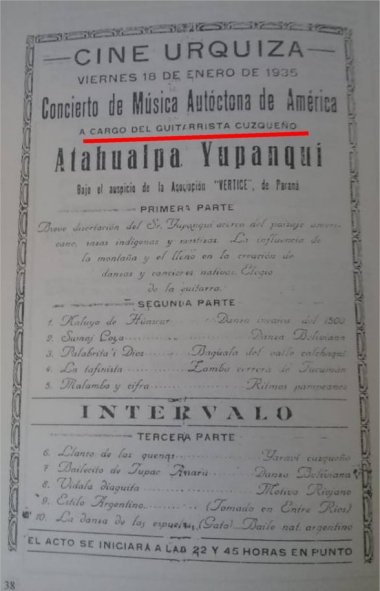 CINE URQUIZA
VIERNES 18 DE ENERO DE 1935
Concierto de Música Autóctona de América
A CARGO DEL GUITARRISTA CUZQUEÑO
Atahualpa Yupanqui
Bajo el auspicio de la Asociación "VERTICE", de Paraná
PRIMERA PARTE
Breve disertación del Sr. Yupanqui acerca del paisaje ameri-
cano, razas indígenas y mestizas. La influencia de
la montaña y el llano en la creación de
danzas y canciones nativas. Elogio
de la guitarra.
SEGUNDA PARTE
1. Kaluyo de Huascar Danza incaica del 1500
2. Sumaj Coya Danza Boliviana
3. Palabrita e Dios Baguala del valle calchaquí
4. La tafinista Zamba cerrera de Tucumán
5. Malambo y cifra Ritmos pampeanos
INTERVALO
TERCERA PARTE
6. Llanto de las quenas Yaraví cuzqueño
7 Bailecito de Tupac Amaru Danza Boliviana
8. Vidala diaguita Motivo Riojano
9. Estilo Argentino (Tomado en Entre Ríos)
10. La danza de las espuelas, (Gato) Baile nat. argentino
EL ACTO SE INICIARÁ A LAS 22 Y 45 HORAS EN PUNTO
38